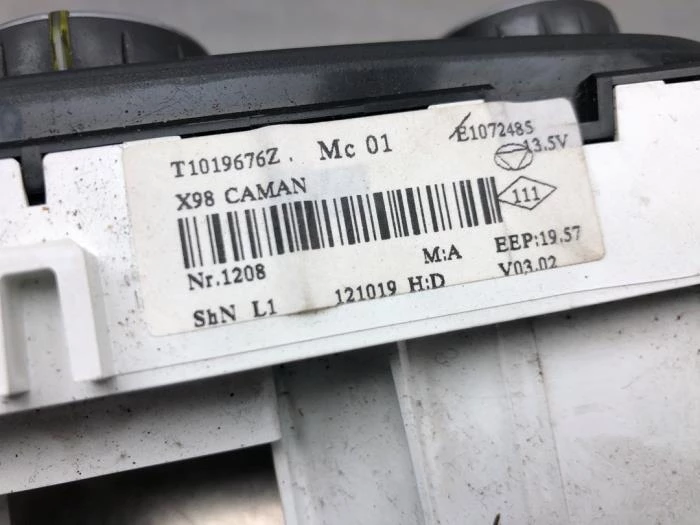 T1019676Z. Mc 01 E1072485
13.5V
X98 CAMAN
111
Nr.1208 M:A EEP:19.57
ShN L1 121019 H:D V03.02